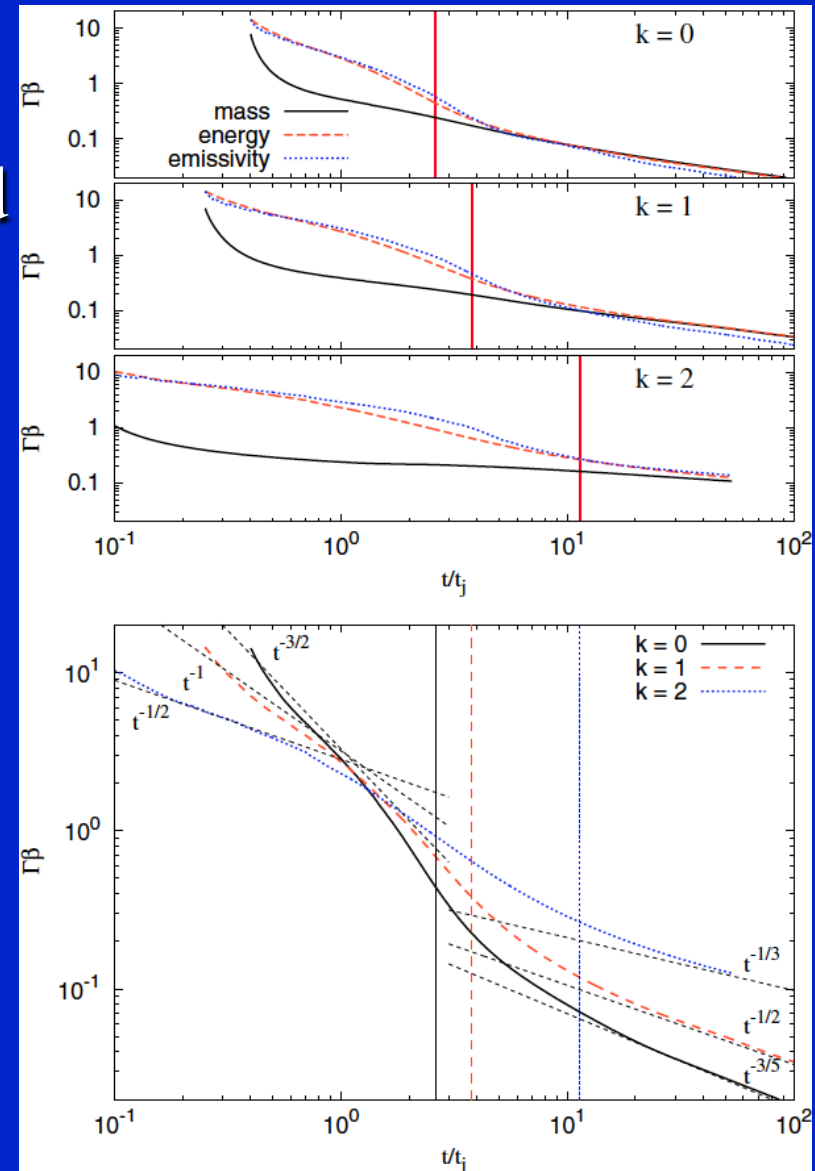 10
k = 0
1
Γβ
mass
energy
emissivity
0.1
10
k = 1
1
Γβ
0.1
10
k = 2
1
Γβ
0.1
10^-1 10^0 10^1 10^2
t/t_j
t^-3/2
k = 0
k = 1
k = 2
10^1
t^-1
t^-1/2
10^0
Γβ
t^-1/3
10^-1
t^-1/2
t^-3/5
10^-1 10^0 10^1 10^2
t/t_j